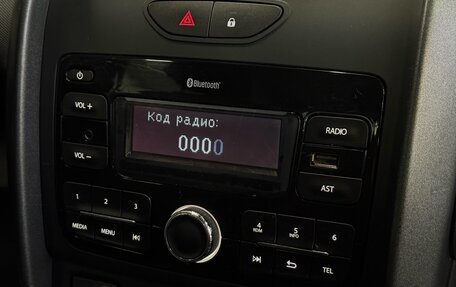 Bluetooth
VOL +
Код радио:
0000
RADIO
VOL −
AST
1
2
3
4
RDM
5
INFO
6
MEDIA
MENU
TEL